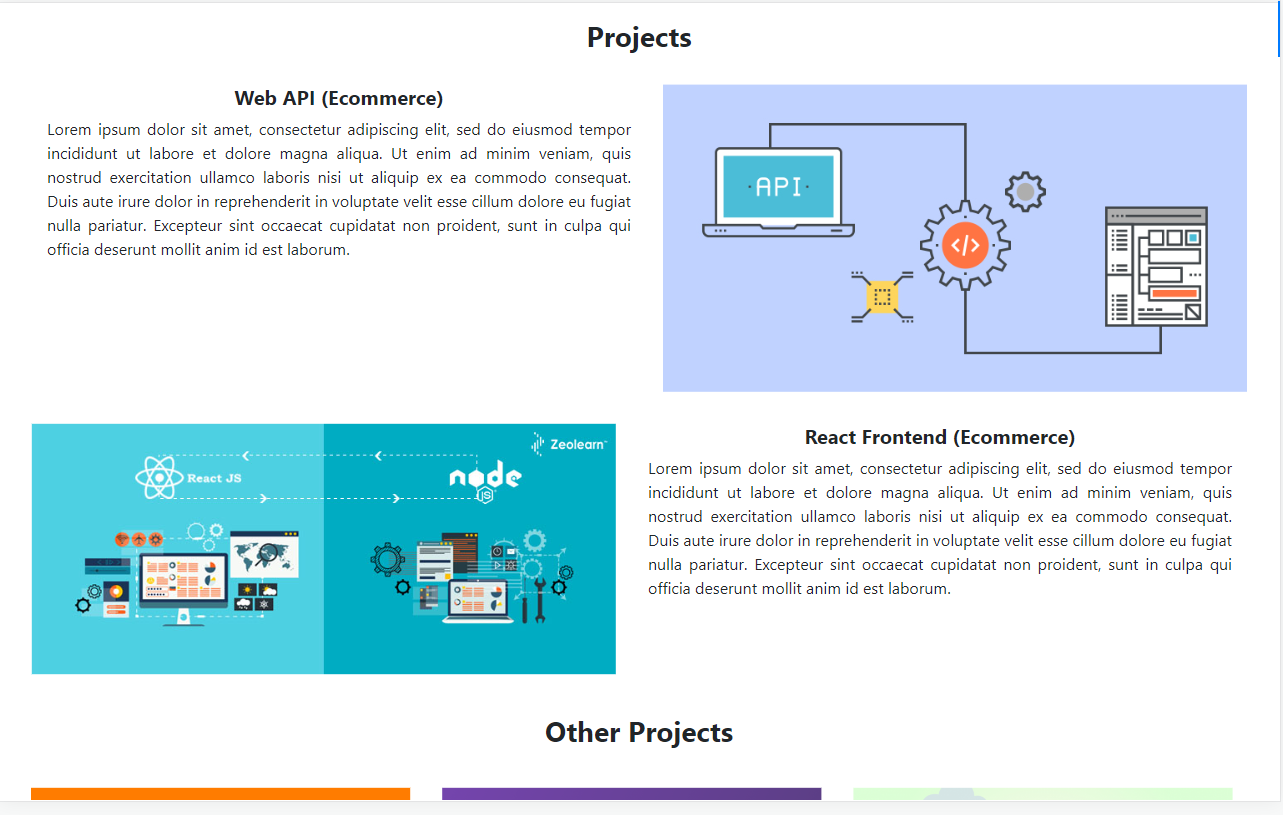 Projects
Web API (Ecommerce)
Lorem ipsum dolor sit amet, consectetur adipiscing elit, sed do eiusmod tempor
incididunt ut labore et dolore magna aliqua. Ut enim ad minim veniam, quis
nostrud exercitation ullamco laboris nisi ut aliquip ex ea commodo consequat.
Duis aute irure dolor in reprehenderit in voluptate velit esse cillum dolore eu fugiat
nulla pariatur. Excepteur sint occaecat cupidatat non proident, sunt in culpa qui
officia deserunt mollit anim id est laborum.
·API·
</>
Zeolearn™
React JS
node
JS
React Frontend (Ecommerce)
Lorem ipsum dolor sit amet, consectetur adipiscing elit, sed do eiusmod tempor
incididunt ut labore et dolore magna aliqua. Ut enim ad minim veniam, quis
nostrud exercitation ullamco laboris nisi ut aliquip ex ea commodo consequat.
Duis aute irure dolor in reprehenderit in voluptate velit esse cillum dolore eu fugiat
nulla pariatur. Excepteur sint occaecat cupidatat non proident, sunt in culpa qui
officia deserunt mollit anim id est laborum.
Other Projects